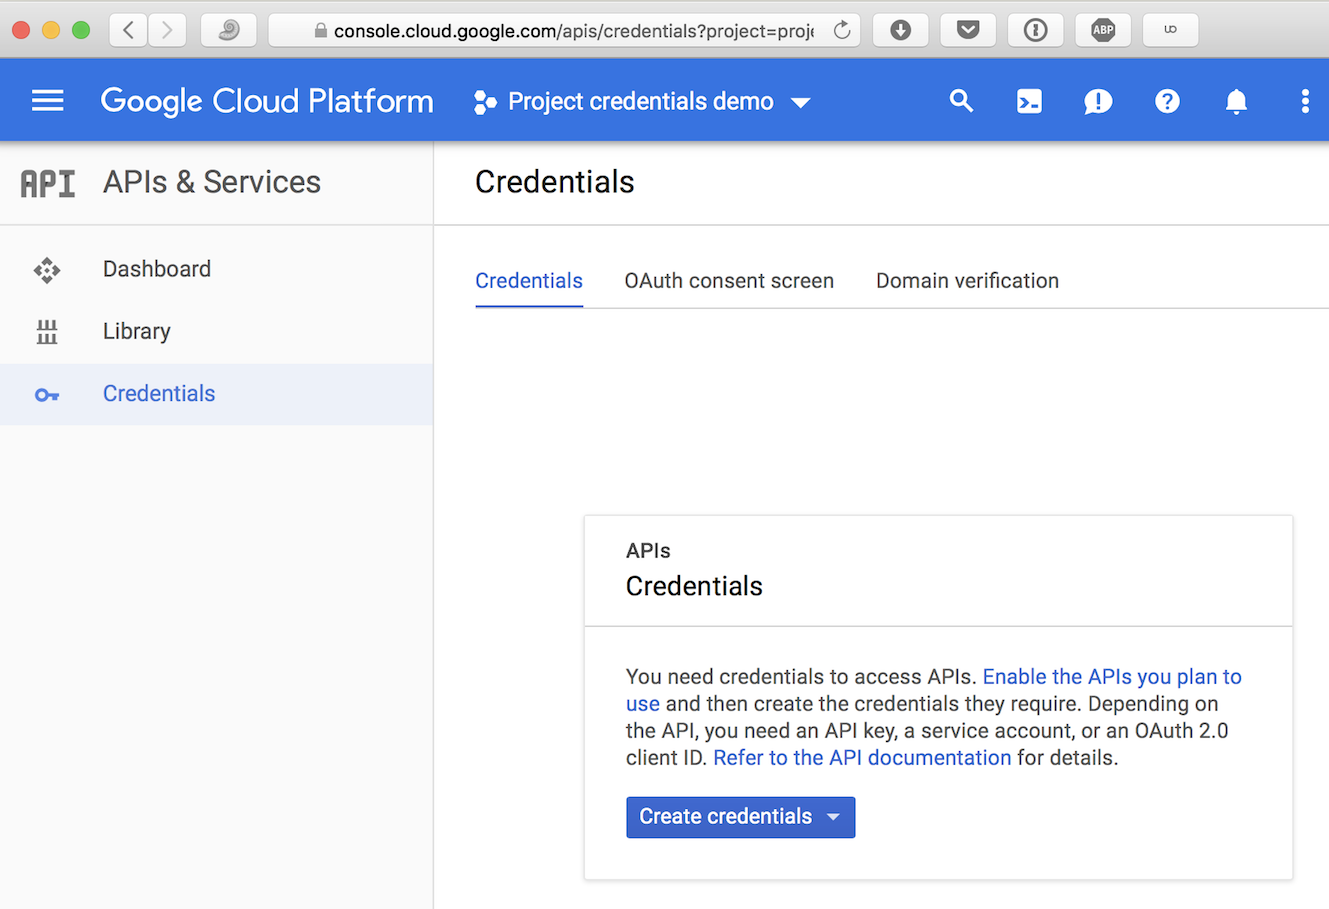 console.cloud.google.com/apis/credentials?project=proj
ABP
Google Cloud Platform
Project credentials demo
API
APIs & Services
Credentials
Dashboard
Library
Credentials
Credentials
OAuth consent screen
Domain verification
APIs
Credentials
You need credentials to access APIs. Enable the APIs you plan to
use and then create the credentials they require. Depending on
the API, you need an API key, a service account, or an OAuth 2.0
client ID. Refer to the API documentation for details.
Create credentials